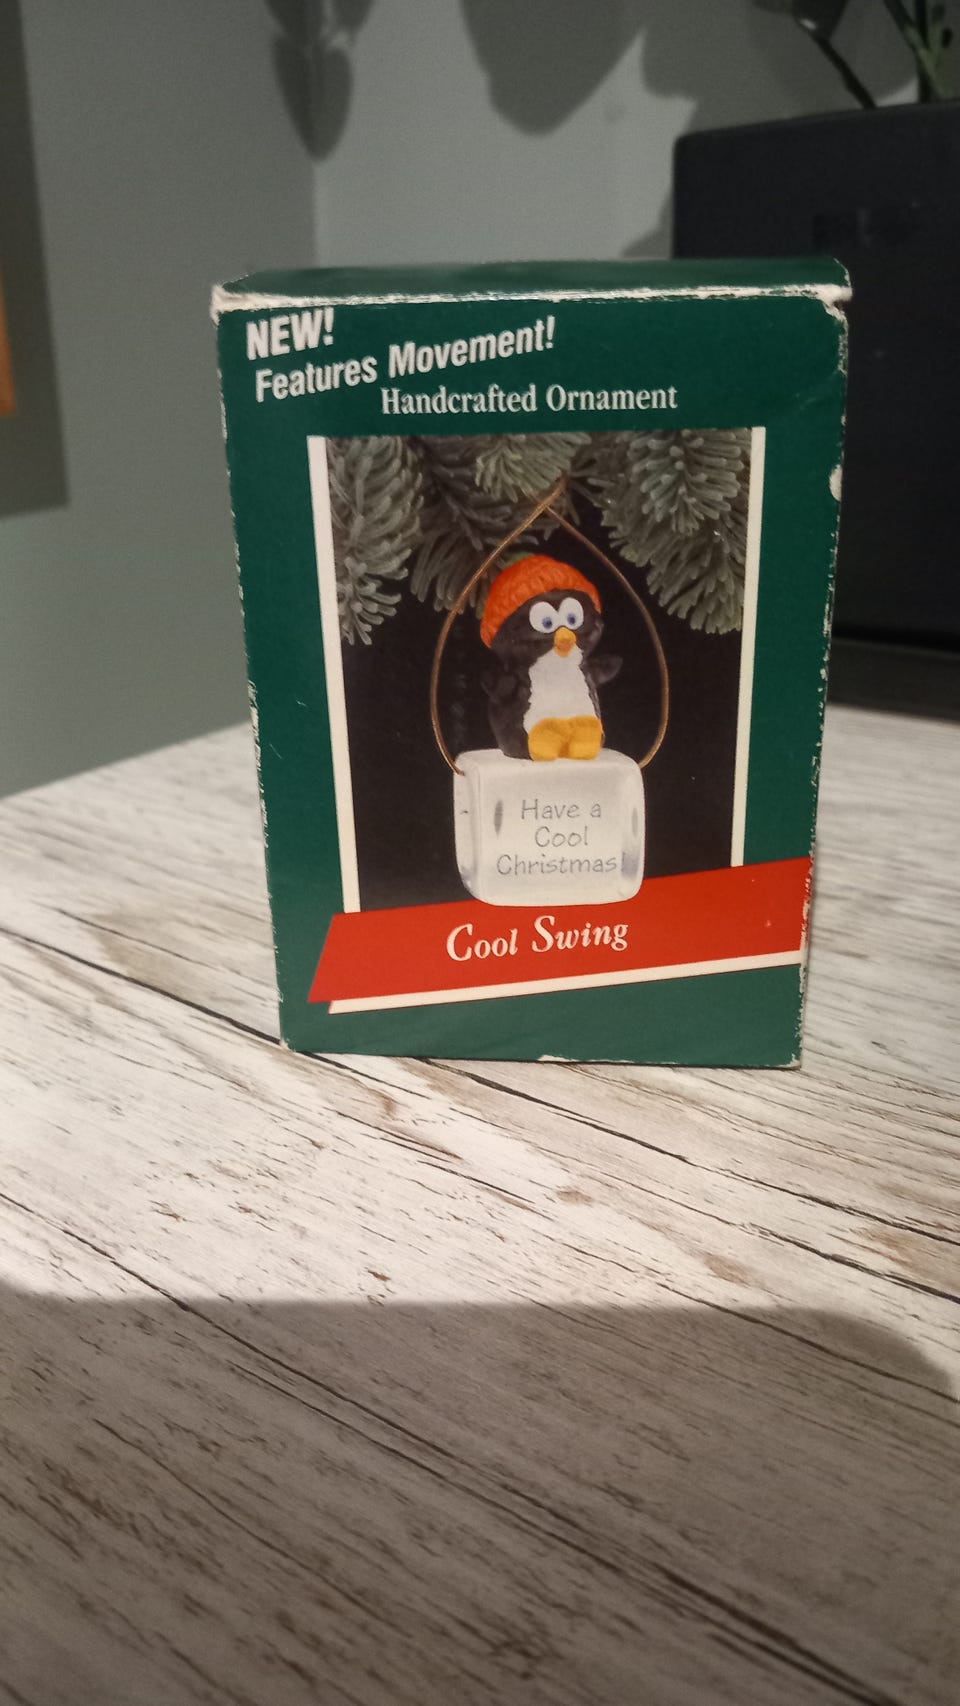 NEW!
Features Movement!
Handcrafted Ornament
Have a
Cool
Christmas!
Cool Swing